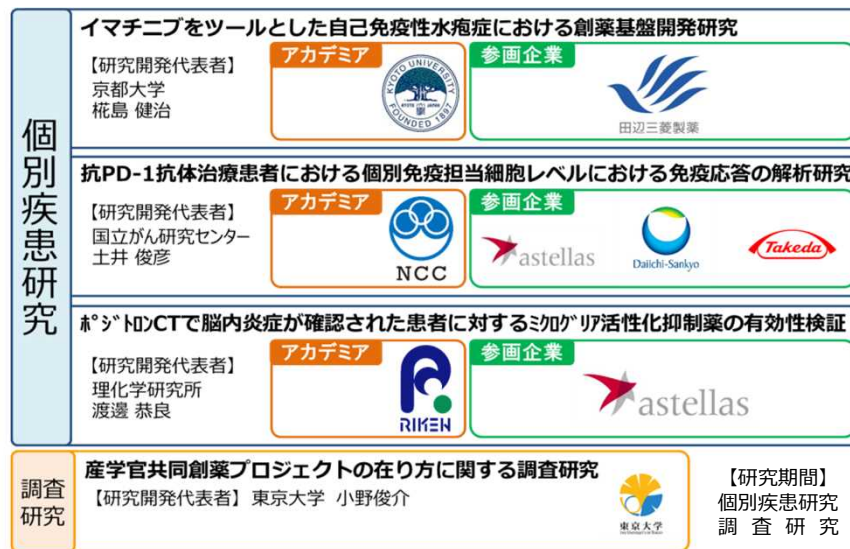 個別疾患研究
イマチニブをツールとした自己免疫性水疱症における創薬基盤開発研究
【研究開発代表者】
京都大学
椛島 健治
アカデミア
KYOTO UNIVERSITY
KYOTO JAPAN
FOUNDED 1897
参画企業
田辺三菱製薬
抗PD-1抗体治療患者における個別免疫担当細胞レベルにおける免疫応答の解析研究
【研究開発代表者】
国立がん研究センター
土井 俊彦
アカデミア
NCC
参画企業
astellas
Daiichi-Sankyo
Takeda
ポジトロンCTで脳内炎症が確認された患者に対するミクログリア活性化抑制薬の有効性検証
【研究開発代表者】
理化学研究所
渡邊 恭良
アカデミア
RIKEN
参画企業
astellas
調査
研究
産学官共同創薬プロジェクトの在り方に関する調査研究
【研究開発代表者】東京大学 小野俊介
東京大学
【研究期間】
個別疾患研究
調査研究